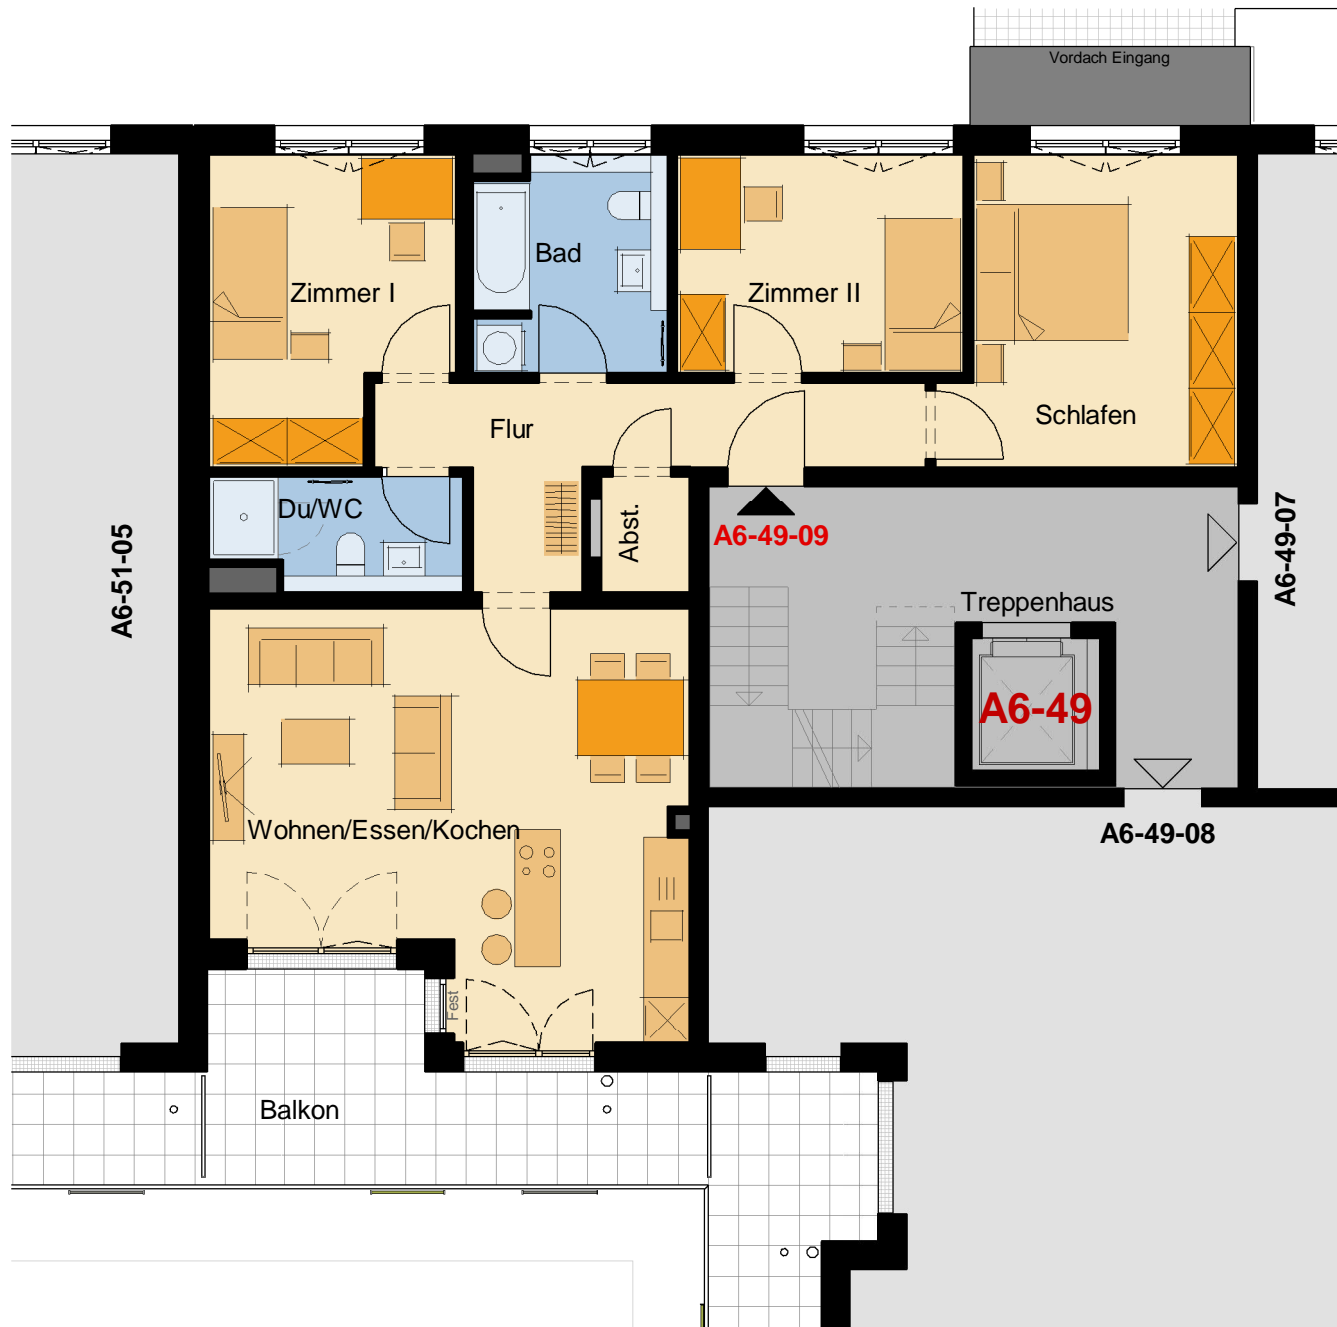 Vordach Eingang
Bad
Zimmer I
Zimmer II
Flur
Schlafen
Du/WC
Abst.
A6-49-09
A6-51-05
A6-49-07
Treppenhaus
A6-49
Wohnen/Essen/Kochen
A6-49-08
Fest
Balkon